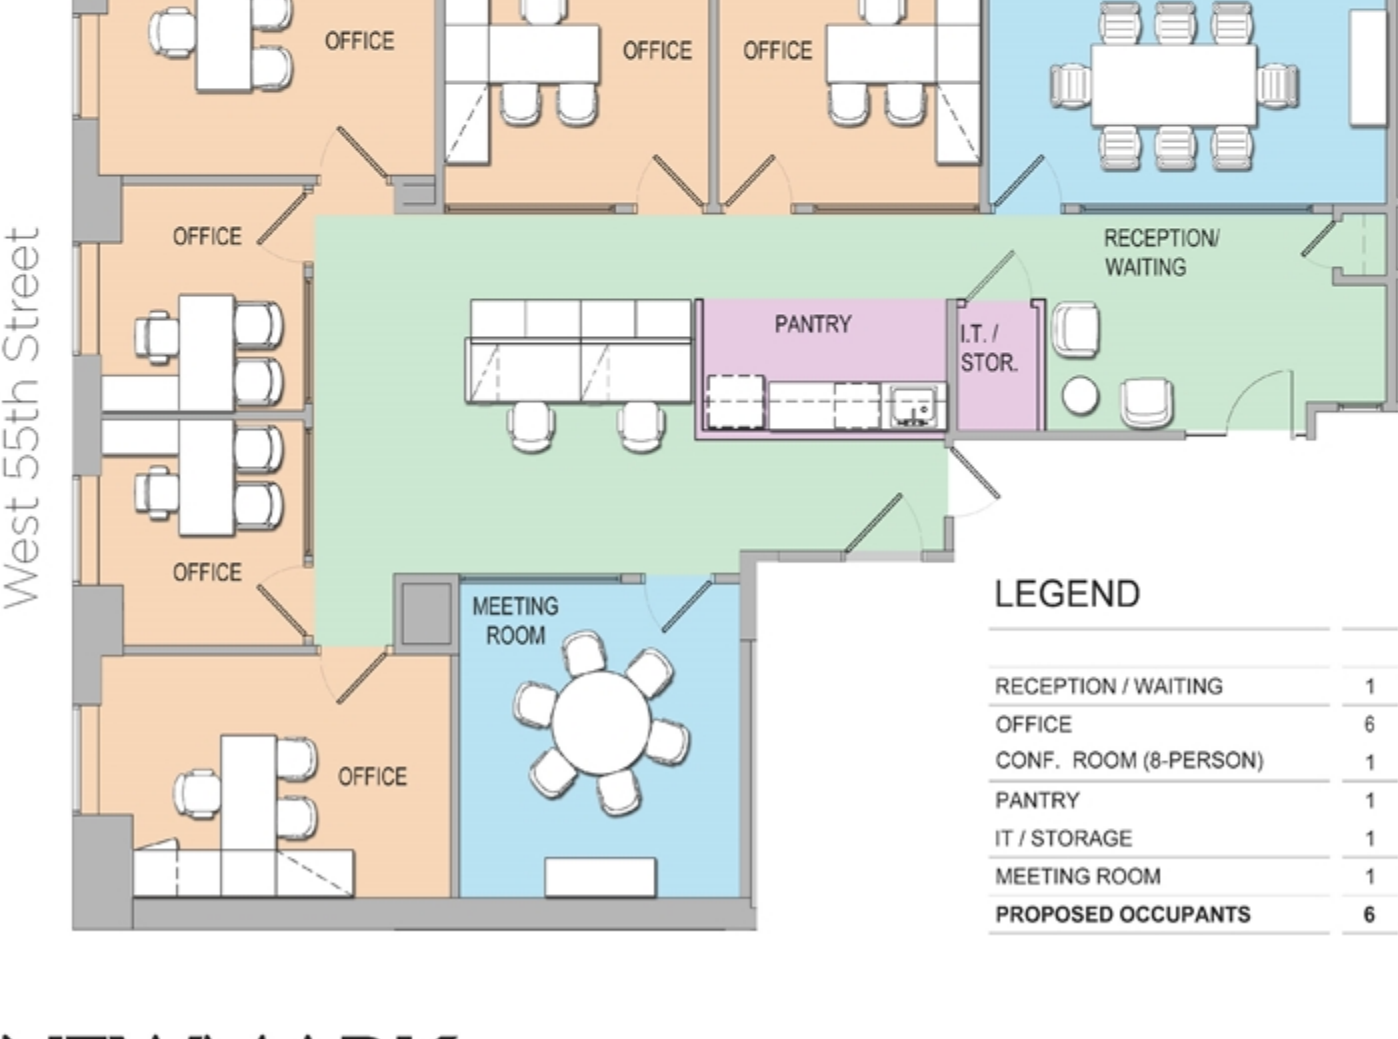 OFFICE
OFFICE
OFFICE
OFFICE
RECEPTION/
WAITING
PANTRY
I.T. /
STOR.
West 55th Street
OFFICE
MEETING
ROOM
OFFICE
LEGEND
RECEPTION / WAITING 1
OFFICE 6
CONF. ROOM (8-PERSON) 1
PANTRY 1
IT / STORAGE 1
MEETING ROOM 1
PROPOSED OCCUPANTS 6